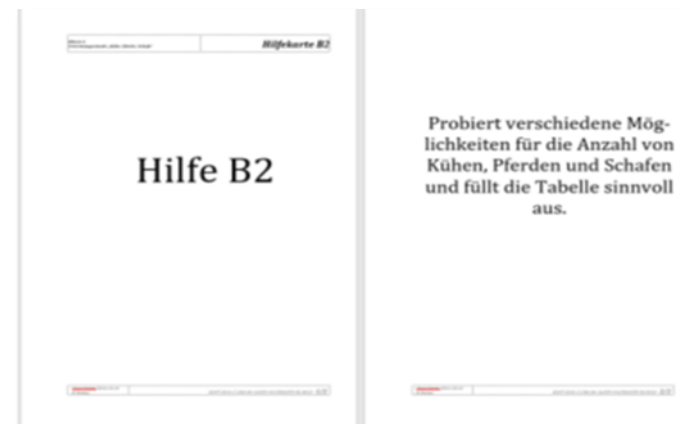 Hilfekarte B2
Hilfe B2
Probiert verschiedene Mög-
lichkeiten für die Anzahl von
Kühen, Pferden und Schafen
und füllt die Tabelle sinnvoll
aus.